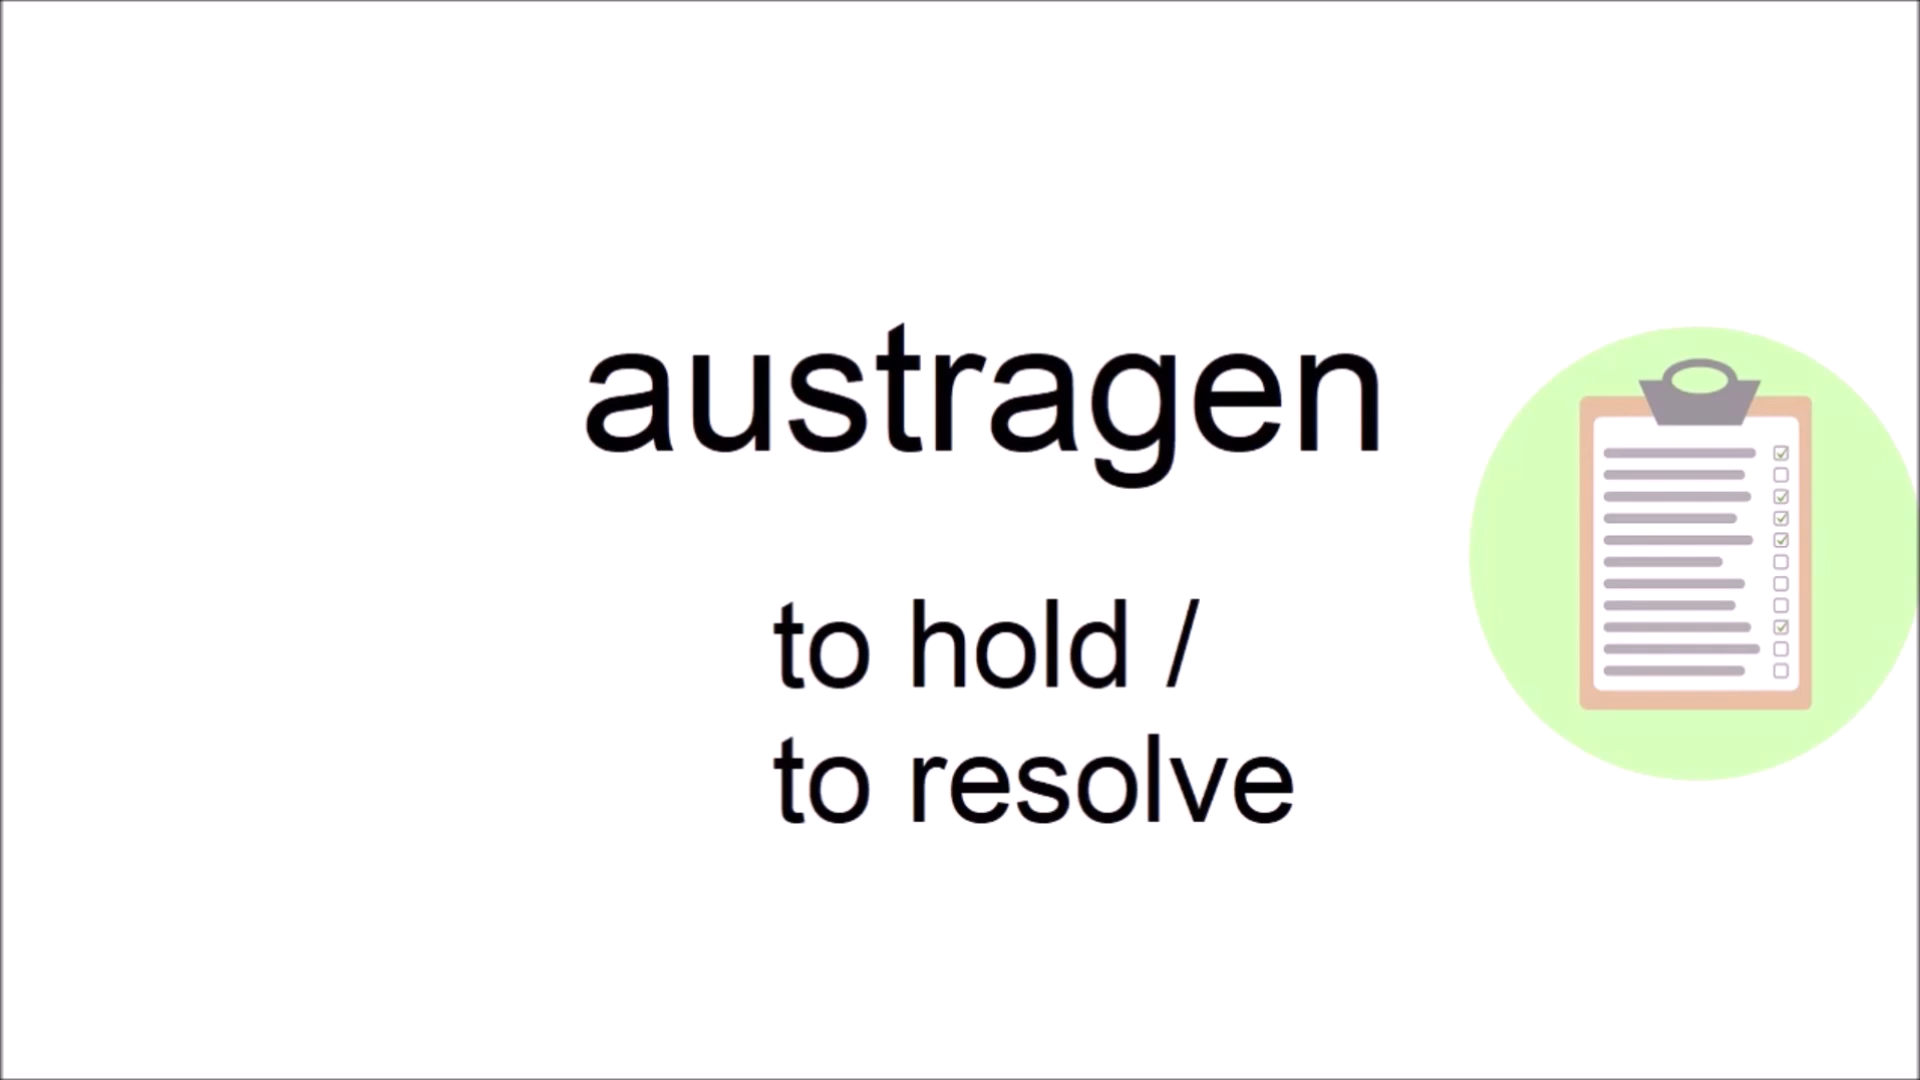 austragen
to hold /
to resolve